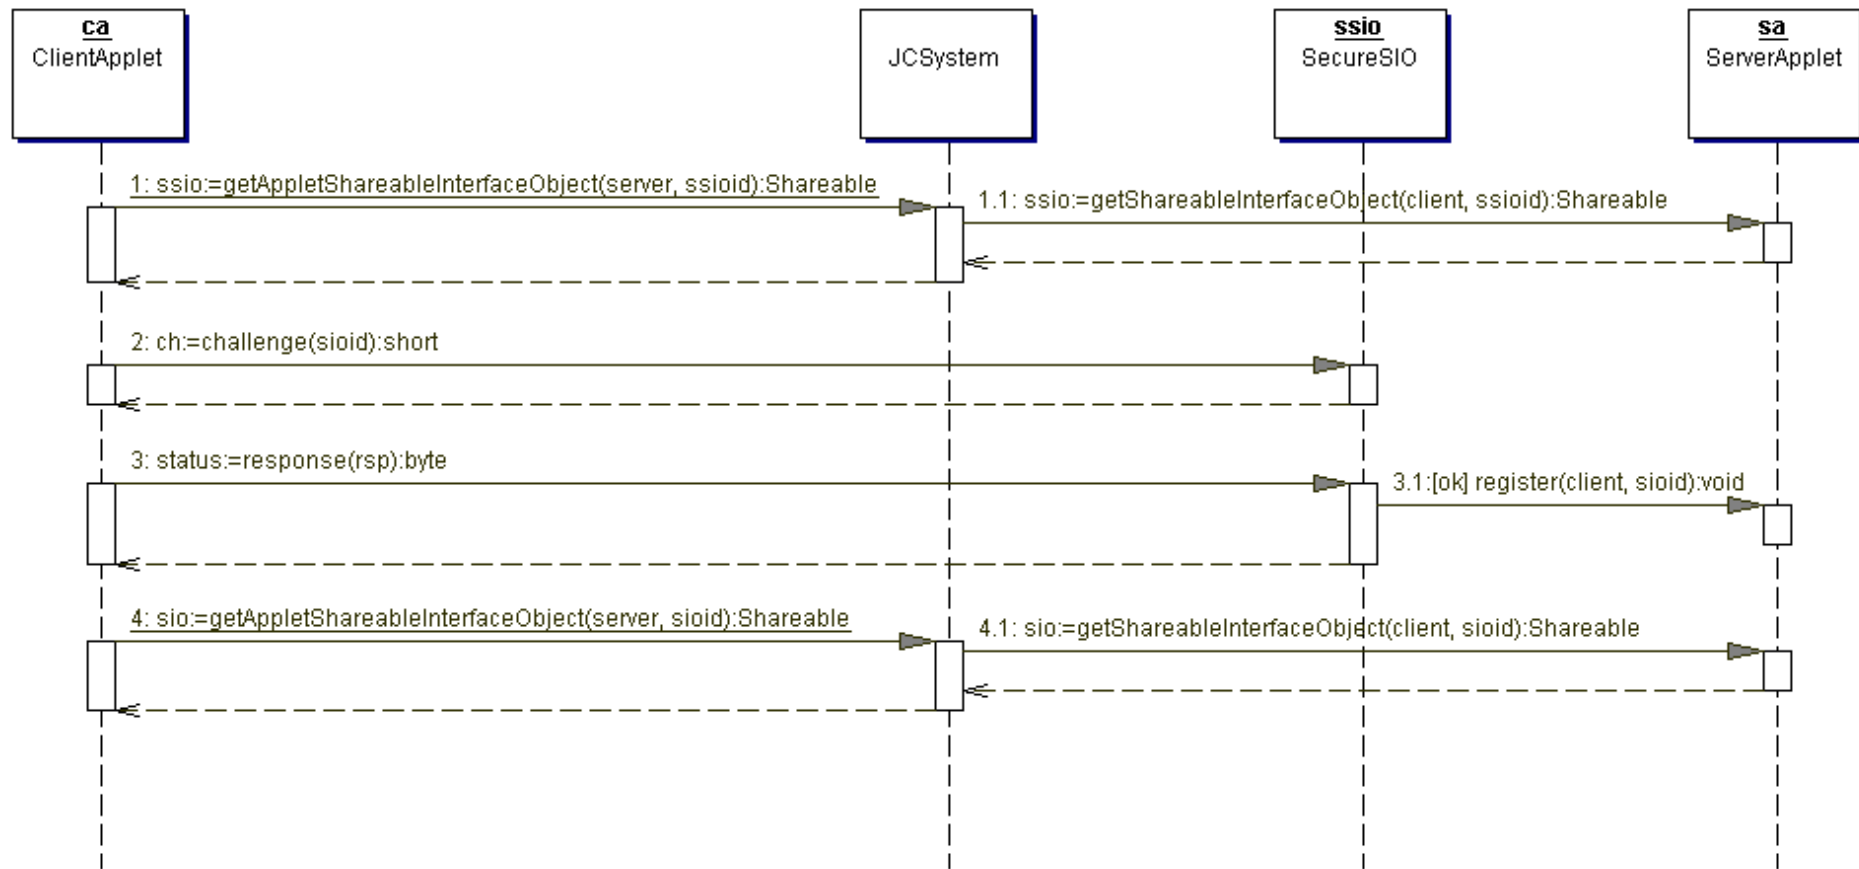 ca
ClientApplet
JCSystem
ssio
SecureSIO
sa
ServerApplet
1: ssio:=getAppletShareableInterfaceObject(server, ssioid):Shareable
1.1: ssio:=getShareableInterfaceObject(client, ssioid):Shareable
2: ch:=challenge(sioid):short
3: status:=response(rsp):byte
3.1:[ok] register(client, sioid):void
4: sio:=getAppletShareableInterfaceObject(server, sioid):Shareable
4.1: sio:=getShareableInterfaceObject(client, sioid):Shareable